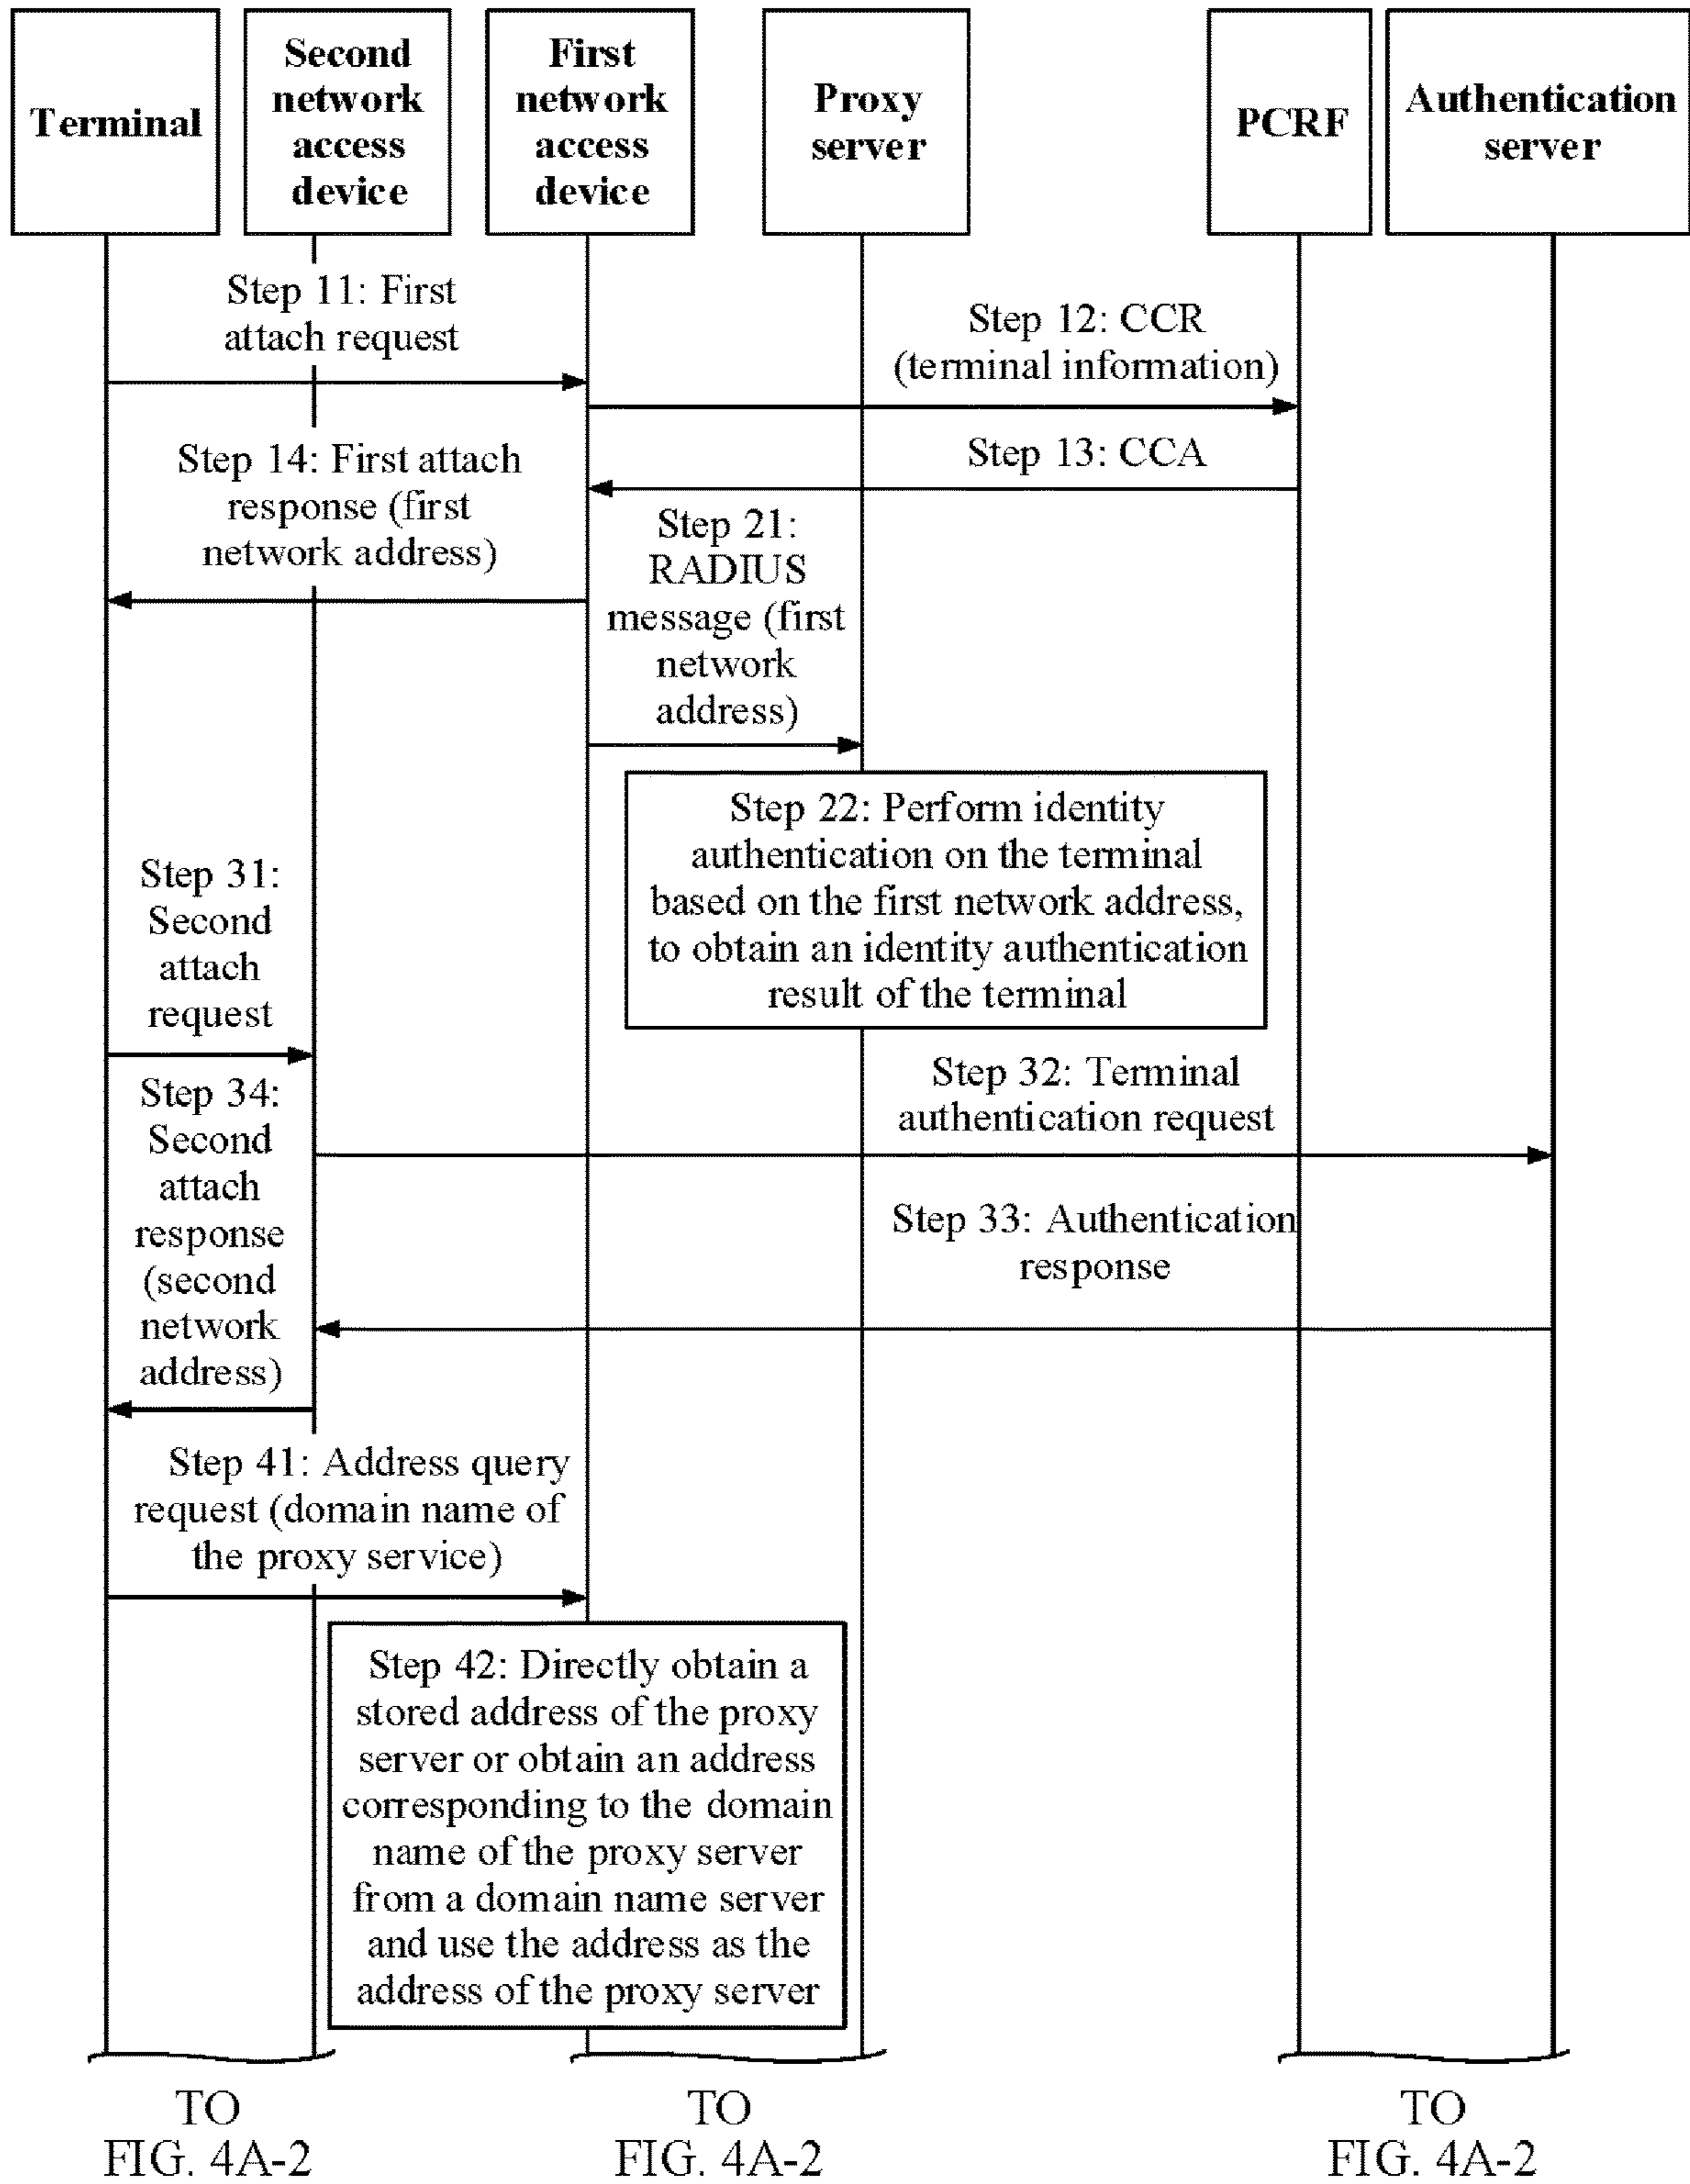 Terminal
Second
network
access
device
First
network
access
device
Proxy
server
PCRF
Authentication
server
Step 11: First
attach request
Step 12: CCR
(terminal information)
Step 13: CCA
Step 14: First attach
response (first
network address)
Step 21:
RADIUS
message (first
network
address)
Step 22: Perform identity
authentication on the terminal
based on the first network address,
to obtain an identity authentication
result of the terminal
Step 31:
Second
attach
request
Step 32: Terminal
authentication request
Step 33: Authentication
response
Step 34:
Second
attach
response
(second
network
address)
Step 41: Address query
request (domain name of
the proxy service)
Step 42: Directly obtain a
stored address of the proxy
server or obtain an address
corresponding to the domain
name of the proxy server
from a domain name server
and use the address as the
address of the proxy server
TO
FIG. 4A-2
TO
FIG. 4A-2
TO
FIG. 4A-2